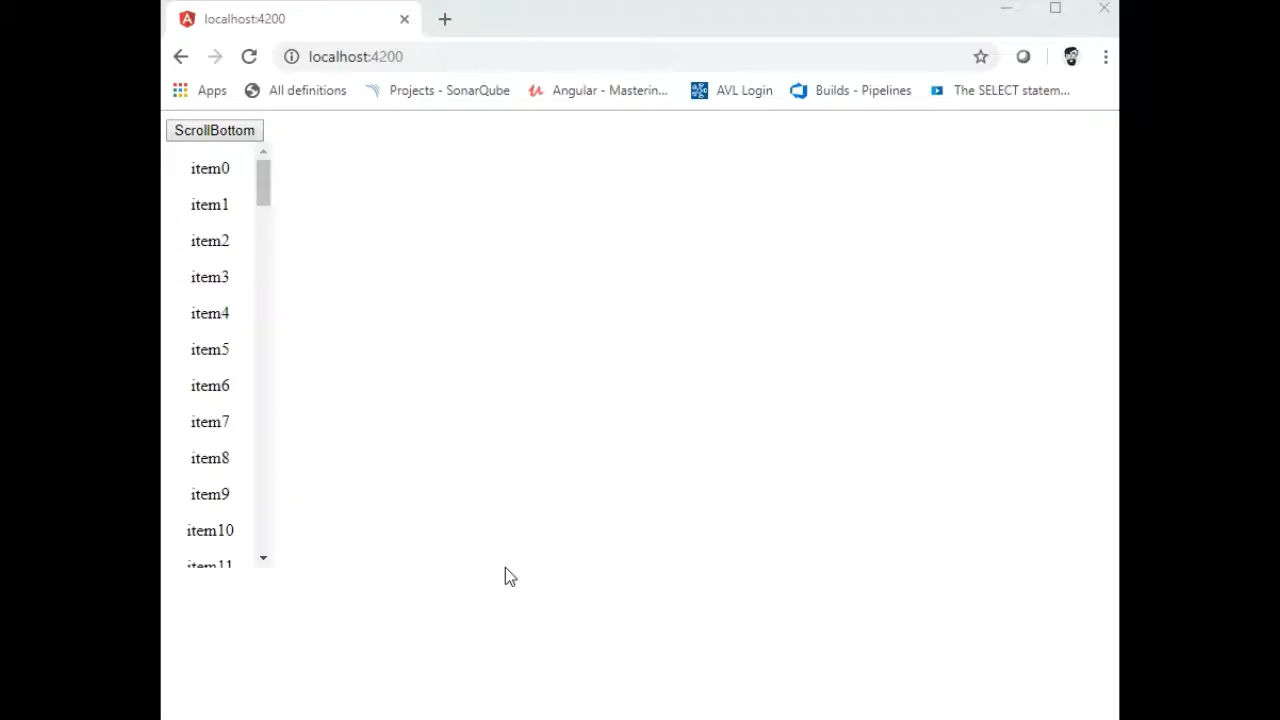 localhost:4200
localhost:4200
Apps All definitions Projects - SonarQube Angular - Masterin... AVL Login Builds - Pipelines The SELECT statem...
ScrollBottom
item0
item1
item2
item3
item4
item5
item6
item7
item8
item9
item10
item11